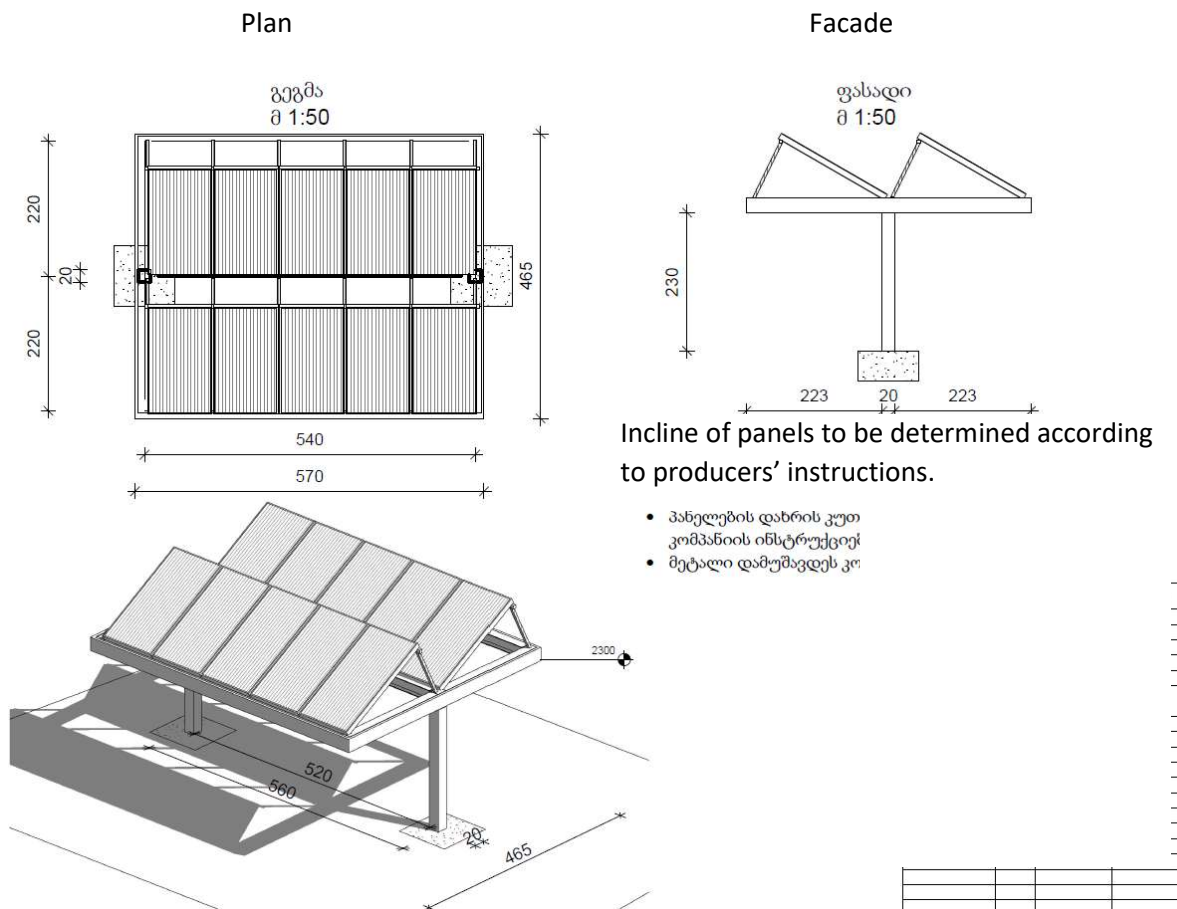 Plan
Facade
გეგმა
მ 1:50
ფასადი
მ 1:50
220
20
220
465
540
570
230
223 20 223
Incline of panels to be determined according
to producers’ instructions.
• პანელების დახრის კუთ
კომპანიის ინსტრუქციე
• მეტალი დამუშავდეს კო
2300
520
560
20
465